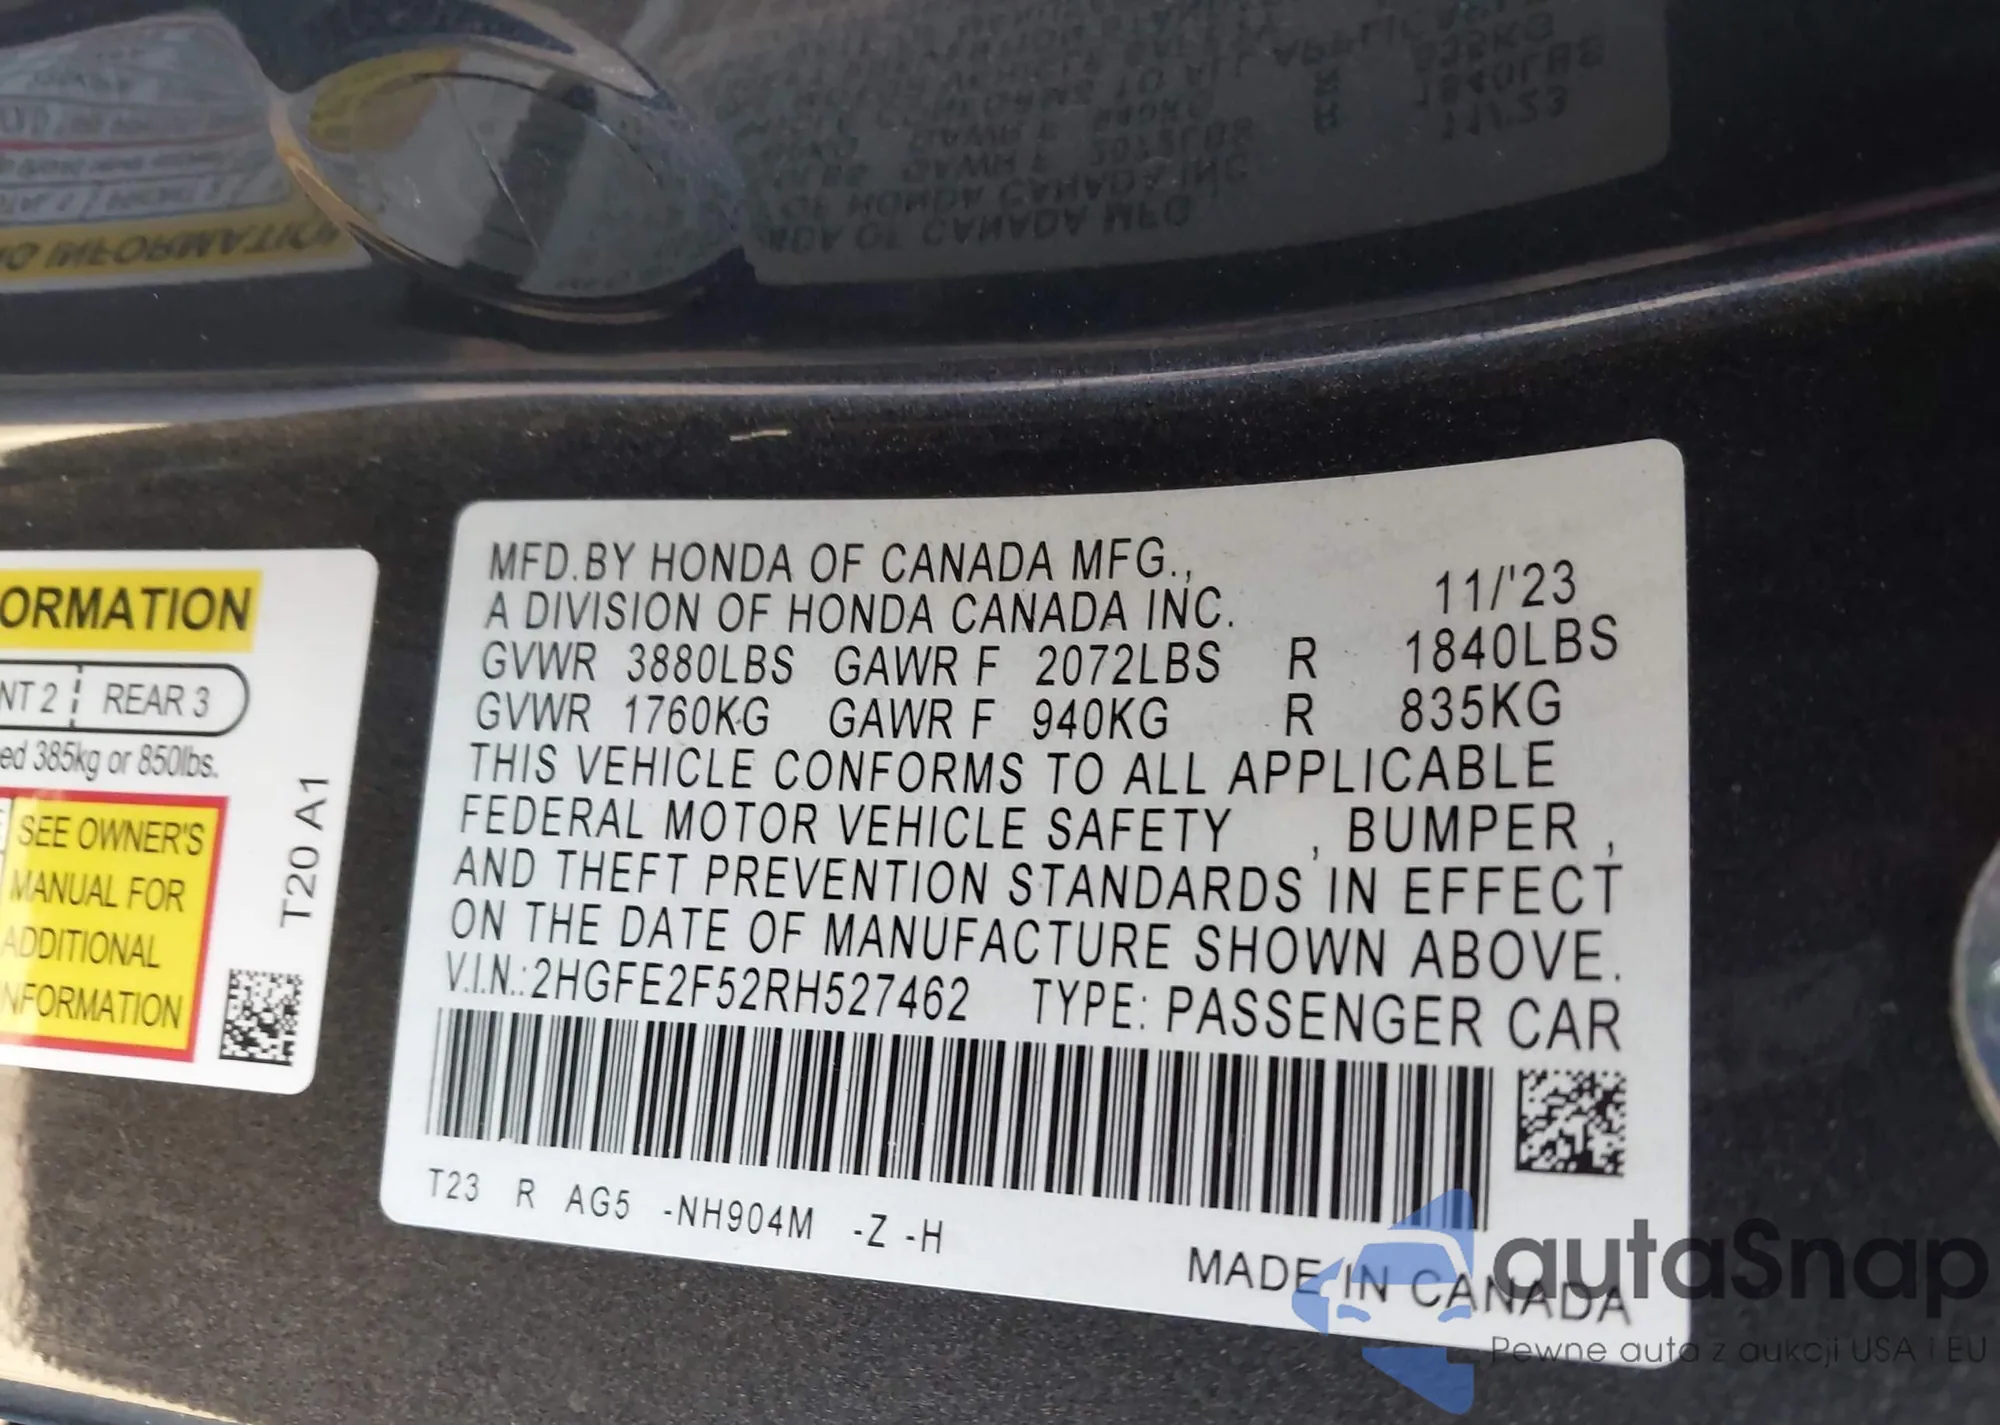 MFD.BY HONDA OF CANADA MFG.,
A DIVISION OF HONDA CANADA INC. 11/'23
GVWR 3880LBS GAWR F 2072LBS R 1840LBS
GVWR 1760KG GAWR F 940KG R 835KG
THIS VEHICLE CONFORMS TO ALL APPLICABLE
FEDERAL MOTOR VEHICLE SAFETY , BUMPER ,
AND THEFT PREVENTION STANDARDS IN EFFECT
ON THE DATE OF MANUFACTURE SHOWN ABOVE.
V.I.N.:2HGFE2F52RH527462 TYPE: PASSENGER CAR
T23 R AG5 -NH904M -Z -H
MADE IN CANADA
ORMATION
NT 2 REAR 3
ed 385kg or 850lbs.
SEE OWNER'S
MANUAL FOR
ADDITIONAL
NFORMATION
T20 A1
autaSnap
Pewne auta z aukcji USA i EU